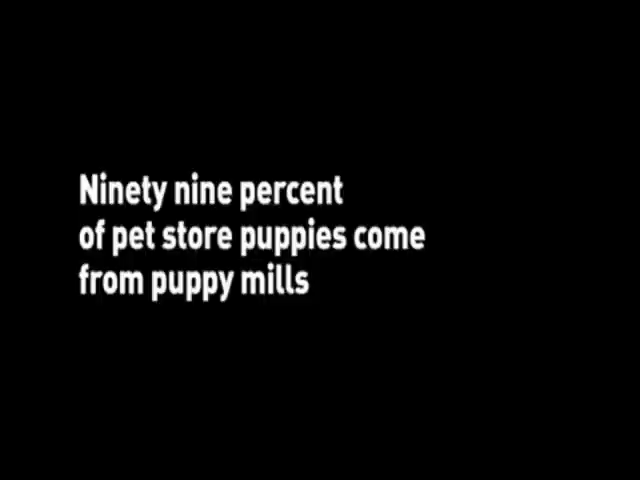 Ninety nine percent
of pet store puppies come
from puppy mills